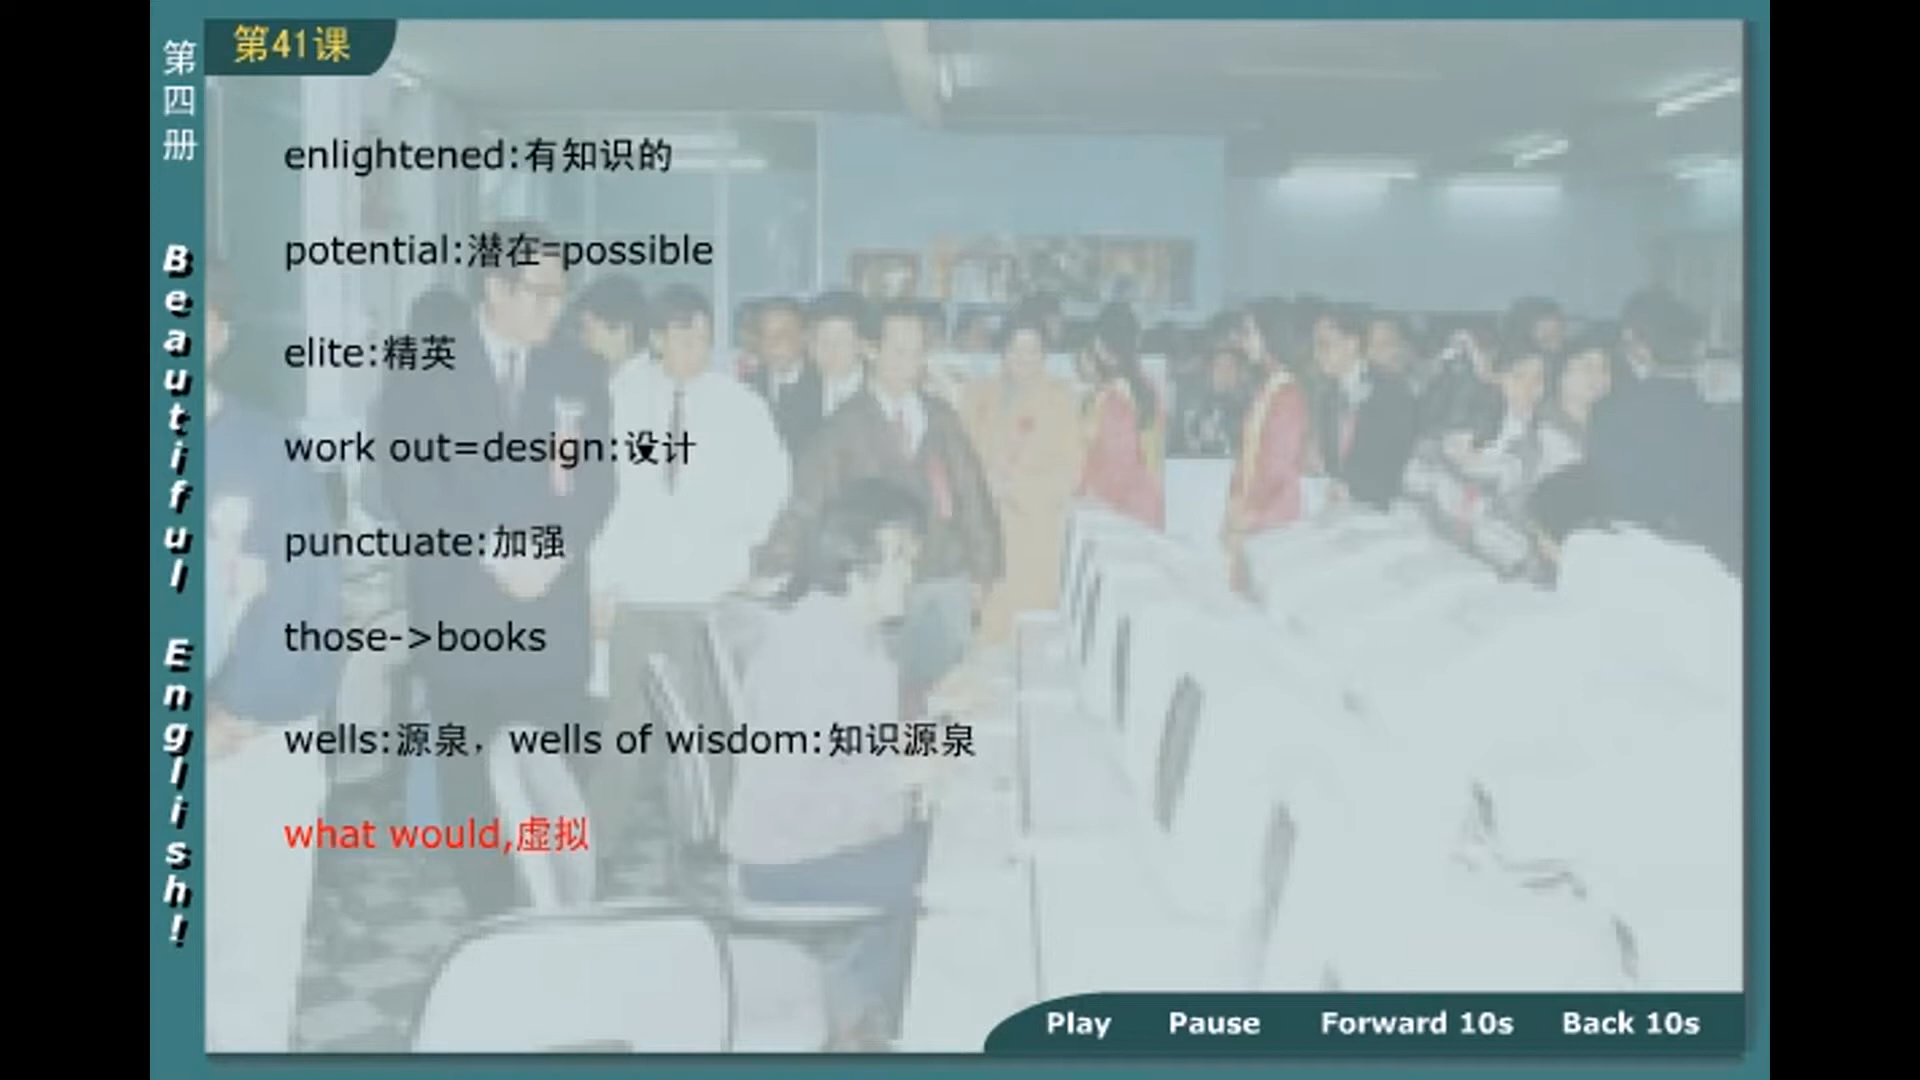 第四册
Beautiful English!
第41课
enlightened:有知识的
potential:潜在=possible
elite:精英
work out=design:设计
punctuate:加强
those->books
wells:源泉，wells of wisdom:知识源泉
what would,虚拟
Play Pause Forward 10s Back 10s